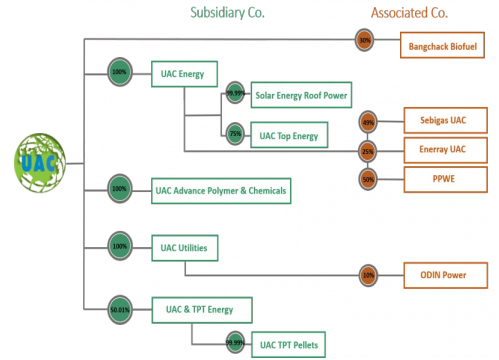 Subsidiary Co.
Associated Co.
30%
Bangchack Biofuel
100%
UAC Energy
99.99%
Solar Energy Roof Power
75%
UAC Top Energy
49%
Sebigas UAC
25%
Enerray UAC
50%
PPWE
UAC
100%
UAC Advance Polymer & Chemicals
100%
UAC Utilities
10%
ODIN Power
50.01%
UAC & TPT Energy
99.99%
UAC TPT Pellets